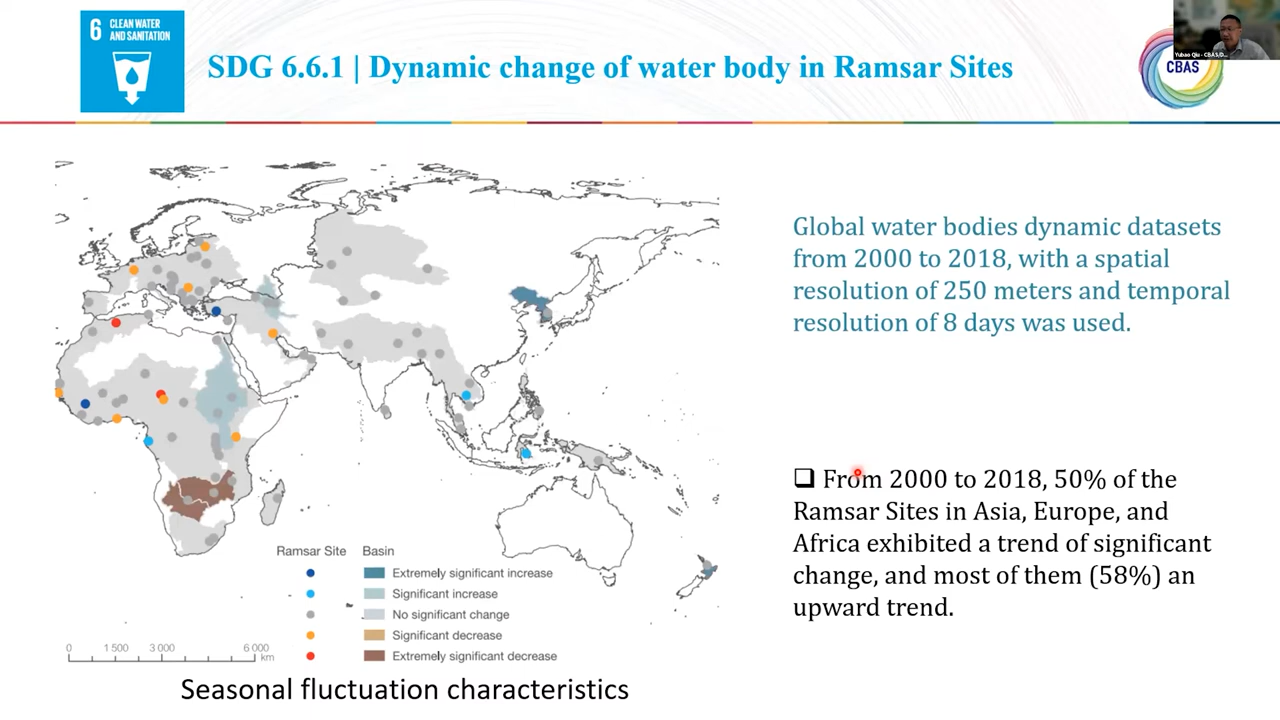 6 CLEAN WATER
AND SANITATION
SDG 6.6.1 | Dynamic change of water body in Ramsar Sites
CBAS
Yubao Qiu - CBAS/D...
Global water bodies dynamic datasets
from 2000 to 2018, with a spatial
resolution of 250 meters and temporal
resolution of 8 days was used.
❑ From 2000 to 2018, 50% of the
Ramsar Sites in Asia, Europe, and
Africa exhibited a trend of significant
change, and most of them (58%) an
upward trend.
Ramsar Site Basin
Extremely significant increase
Significant increase
No significant change
Significant decrease
Extremely significant decrease
0 1 500 3 000 6 000
km
Seasonal fluctuation characteristics